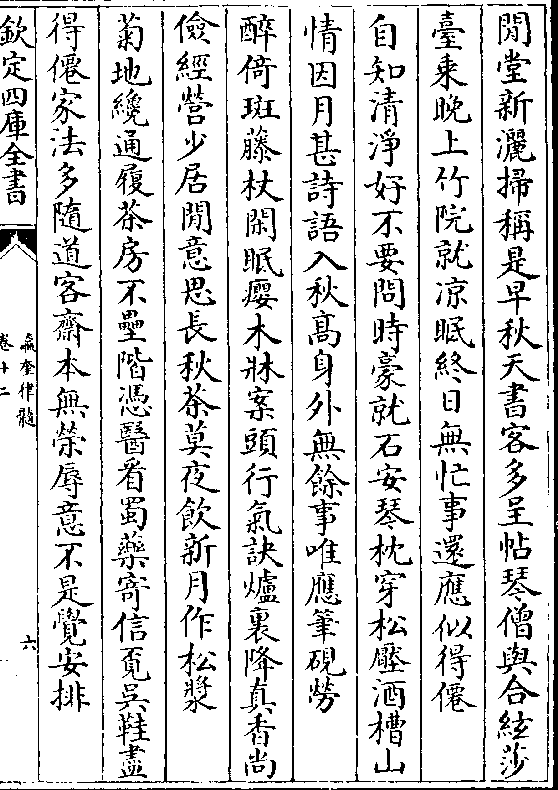 閒堂新灑掃稱是早秋天書客多呈帖琴僧與合絃莎
臺乗晚上竹院就凉眠終日無忙事還應似得僊
自知清淨好不要問時豪就石安琴枕穿松壓酒槽山
情因月甚詩語入秋髙身外無餘事唯應筆硯勞
醉倚斑藤杖閑眠癭木牀案頭行氣訣爐裏降真香尚
儉經營少居閒意思長秋茶莫夜飲新月作松漿
菊地纔通履茶房不壘階憑醫看蜀藥寄信覔吳鞋盡
得僊家法多隨道客齋本無榮辱意不是覺安排
欽定四庫全書
瀛奎律髓
卷十二
六